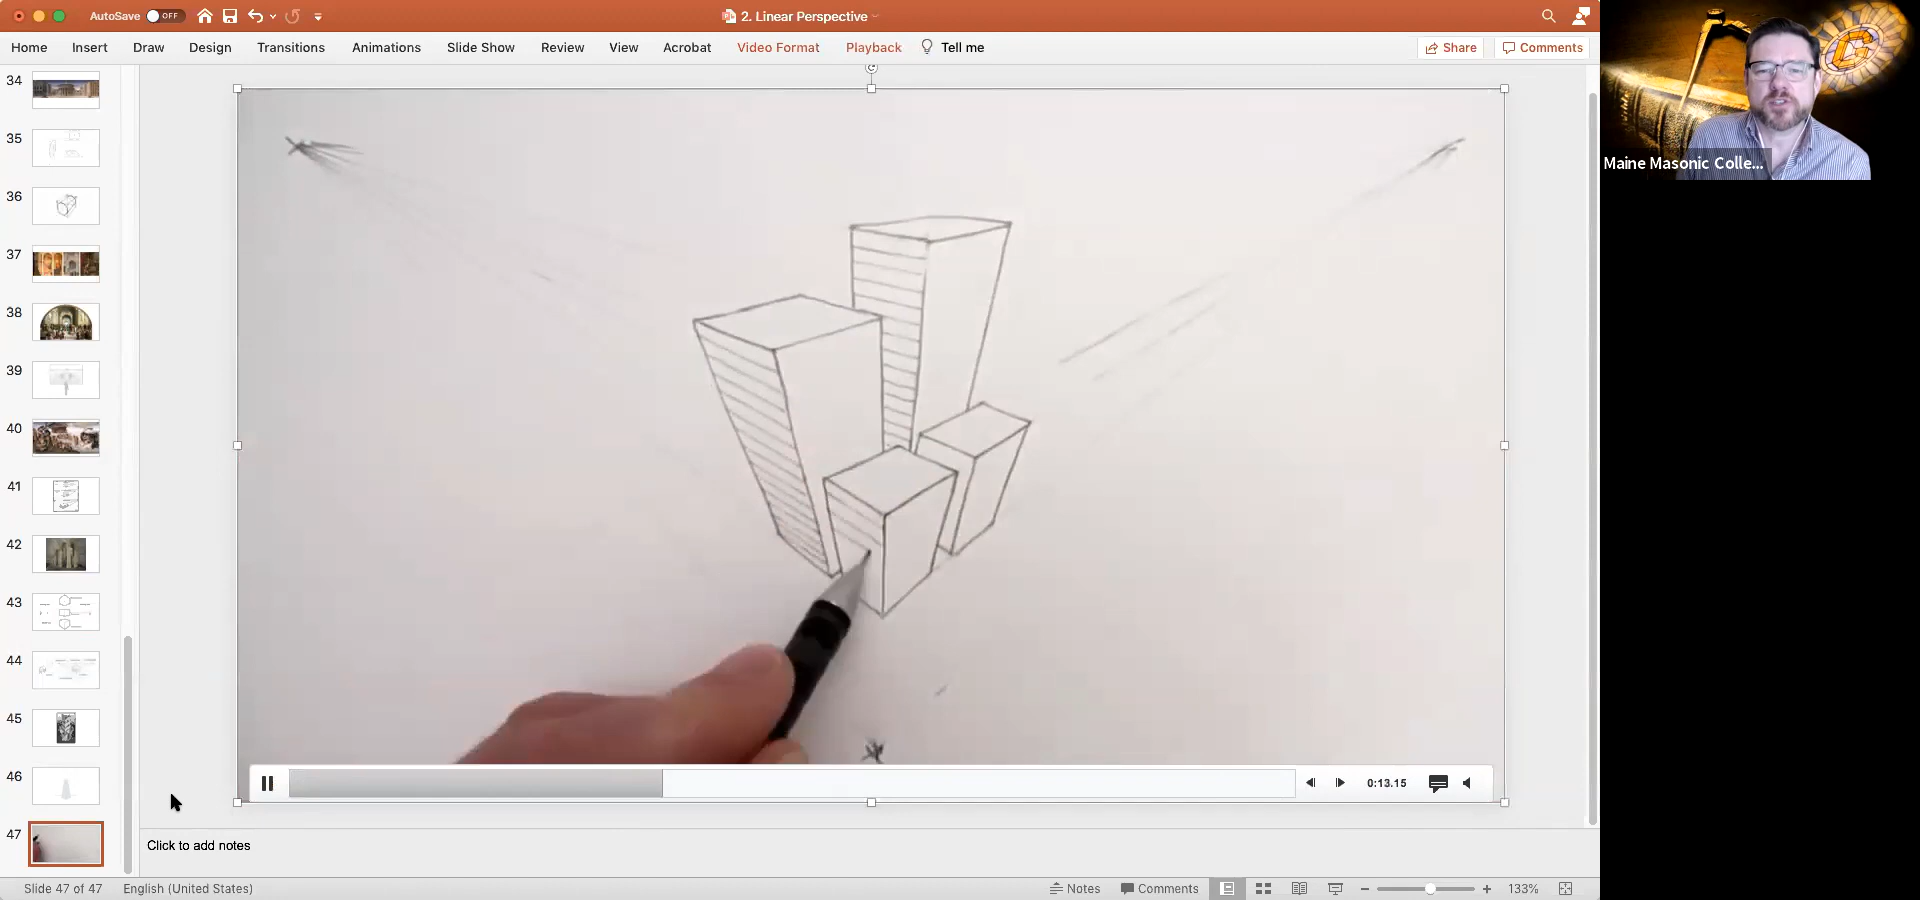 AutoSave OFF 2. Linear Perspective
Home Insert Draw Design Transitions Animations Slide Show Review View Acrobat Video Format Playback Tell me Share Comments
34
35
36
37
38
39
40
41
42
43
44
45
46
47
0:13.15
Click to add notes
Slide 47 of 47 English (United States) Notes Comments 133%
Maine Masonic Colle...
G